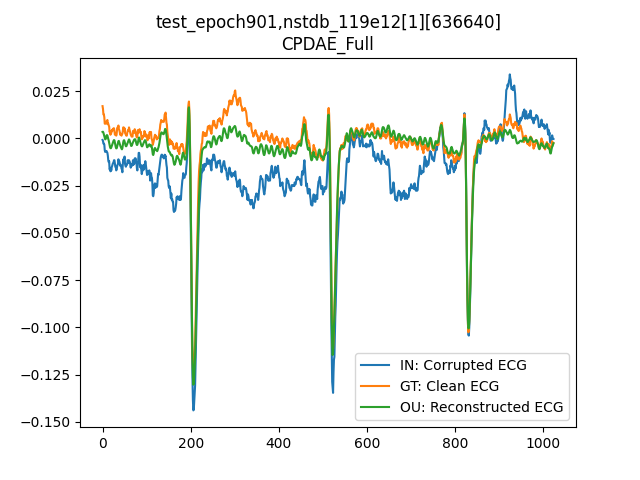 test_epoch901,nstdb_119e12[1][636640]
CPDAE_Full
0.025
0.000
−0.025
−0.050
−0.075
−0.100
−0.125
−0.150
IN: Corrupted ECG
GT: Clean ECG
OU: Reconstructed ECG
0 200 400 600 800 1000